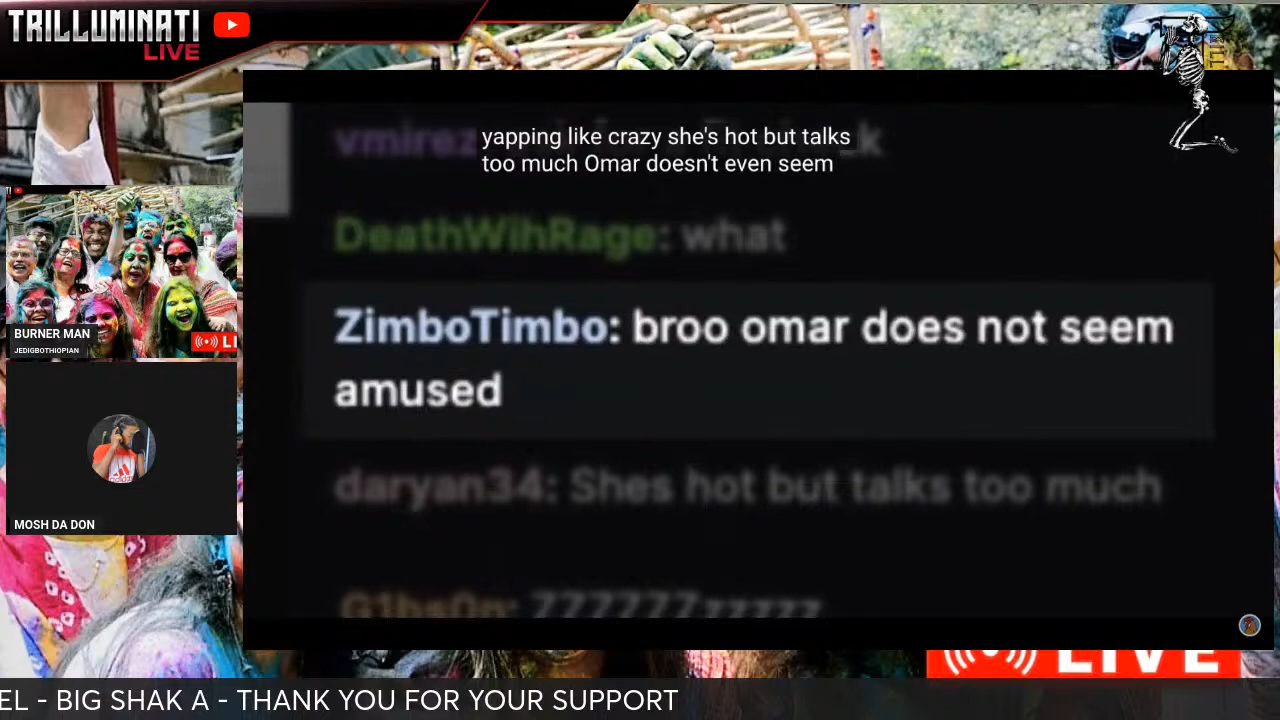 TRILLUMINATI
LIVE
yapping like crazy she's hot but talks
too much Omar doesn't even seem
vmirez
DeathWihRage: what
ZimboTimbo: broo omar does not seem
amused
daryan34: Shes hot but talks too much
BURNER MAN
JEDIGBOTHIOPIAN
LI
MOSH DA DON
LIVE
EL - BIG SHAK A - THANK YOU FOR YOUR SUPPORT